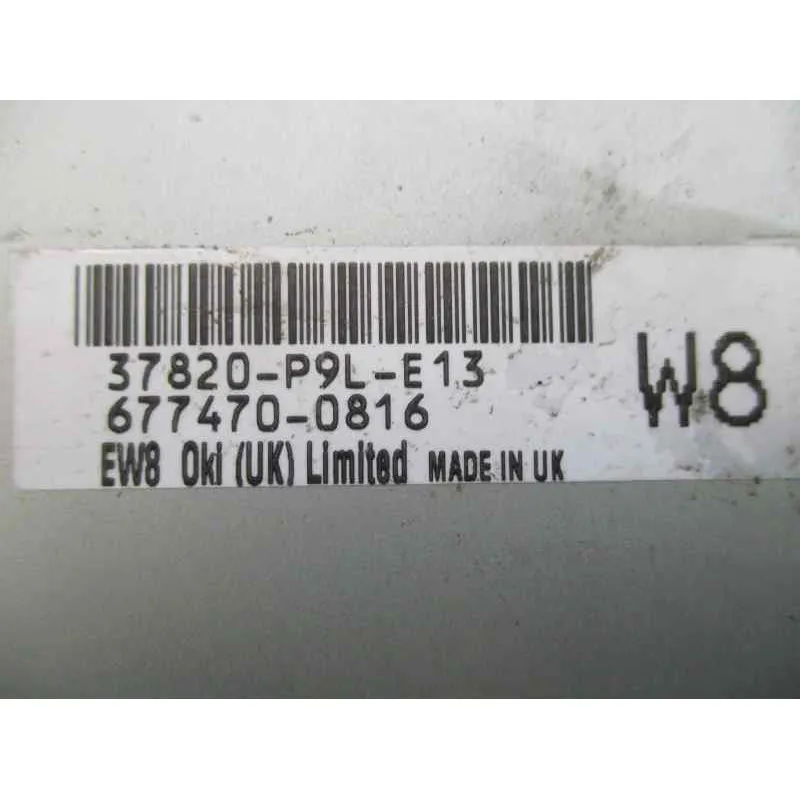 37820-P9L-E13
677470-0816
EW8 Oki (UK) Limited MADE IN UK
W8